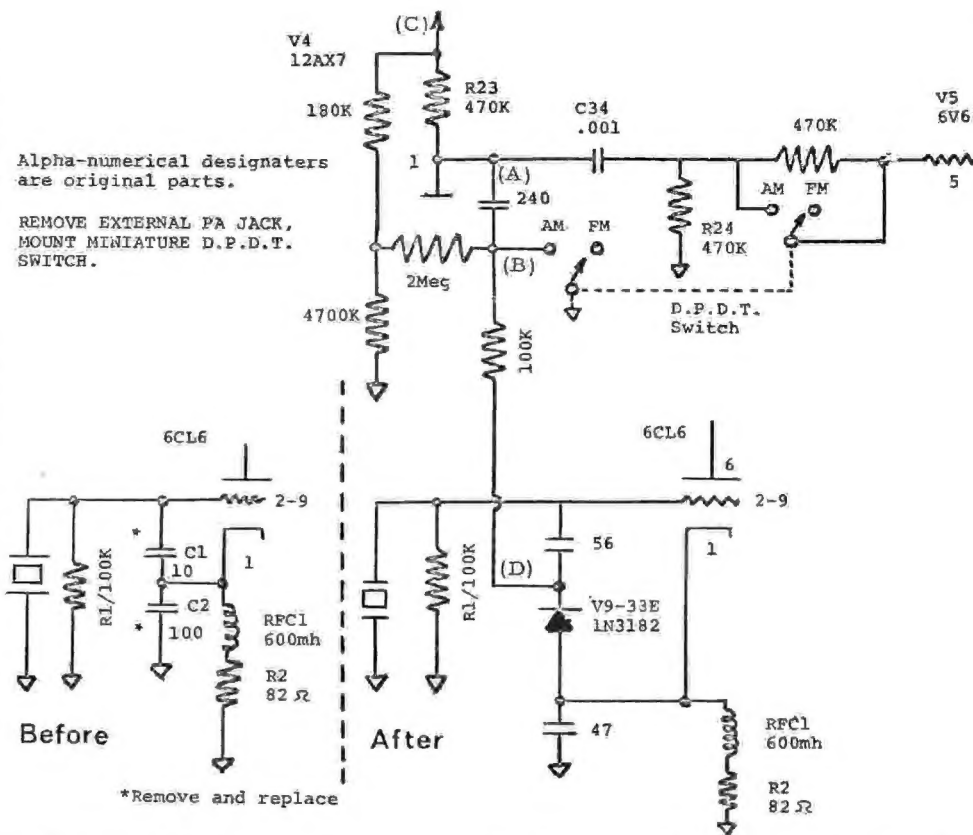 (C)
V4
12AX7
R23
470K
180K
C34
.001
470K
V5
6V6
5
1
(A)
240
AM FM
R24
470K
AM FM
Alpha-numerical designaters
are original parts.
REMOVE EXTERNAL PA JACK,
MOUNT MINIATURE D.P.D.T.
SWITCH.
2Meg
(B)
D.P.D.T.
Switch
4700K
100K
6CL6
2-9
*
C1
10
1
R1/100K
C2
*
100
RFC1
600mh
R2
82Ω
Before
*Remove and replace
6CL6
6
2-9
56
1
R1/100K
(D)
V9-33E
1N3182
47
RFC1
600mh
R2
82Ω
After